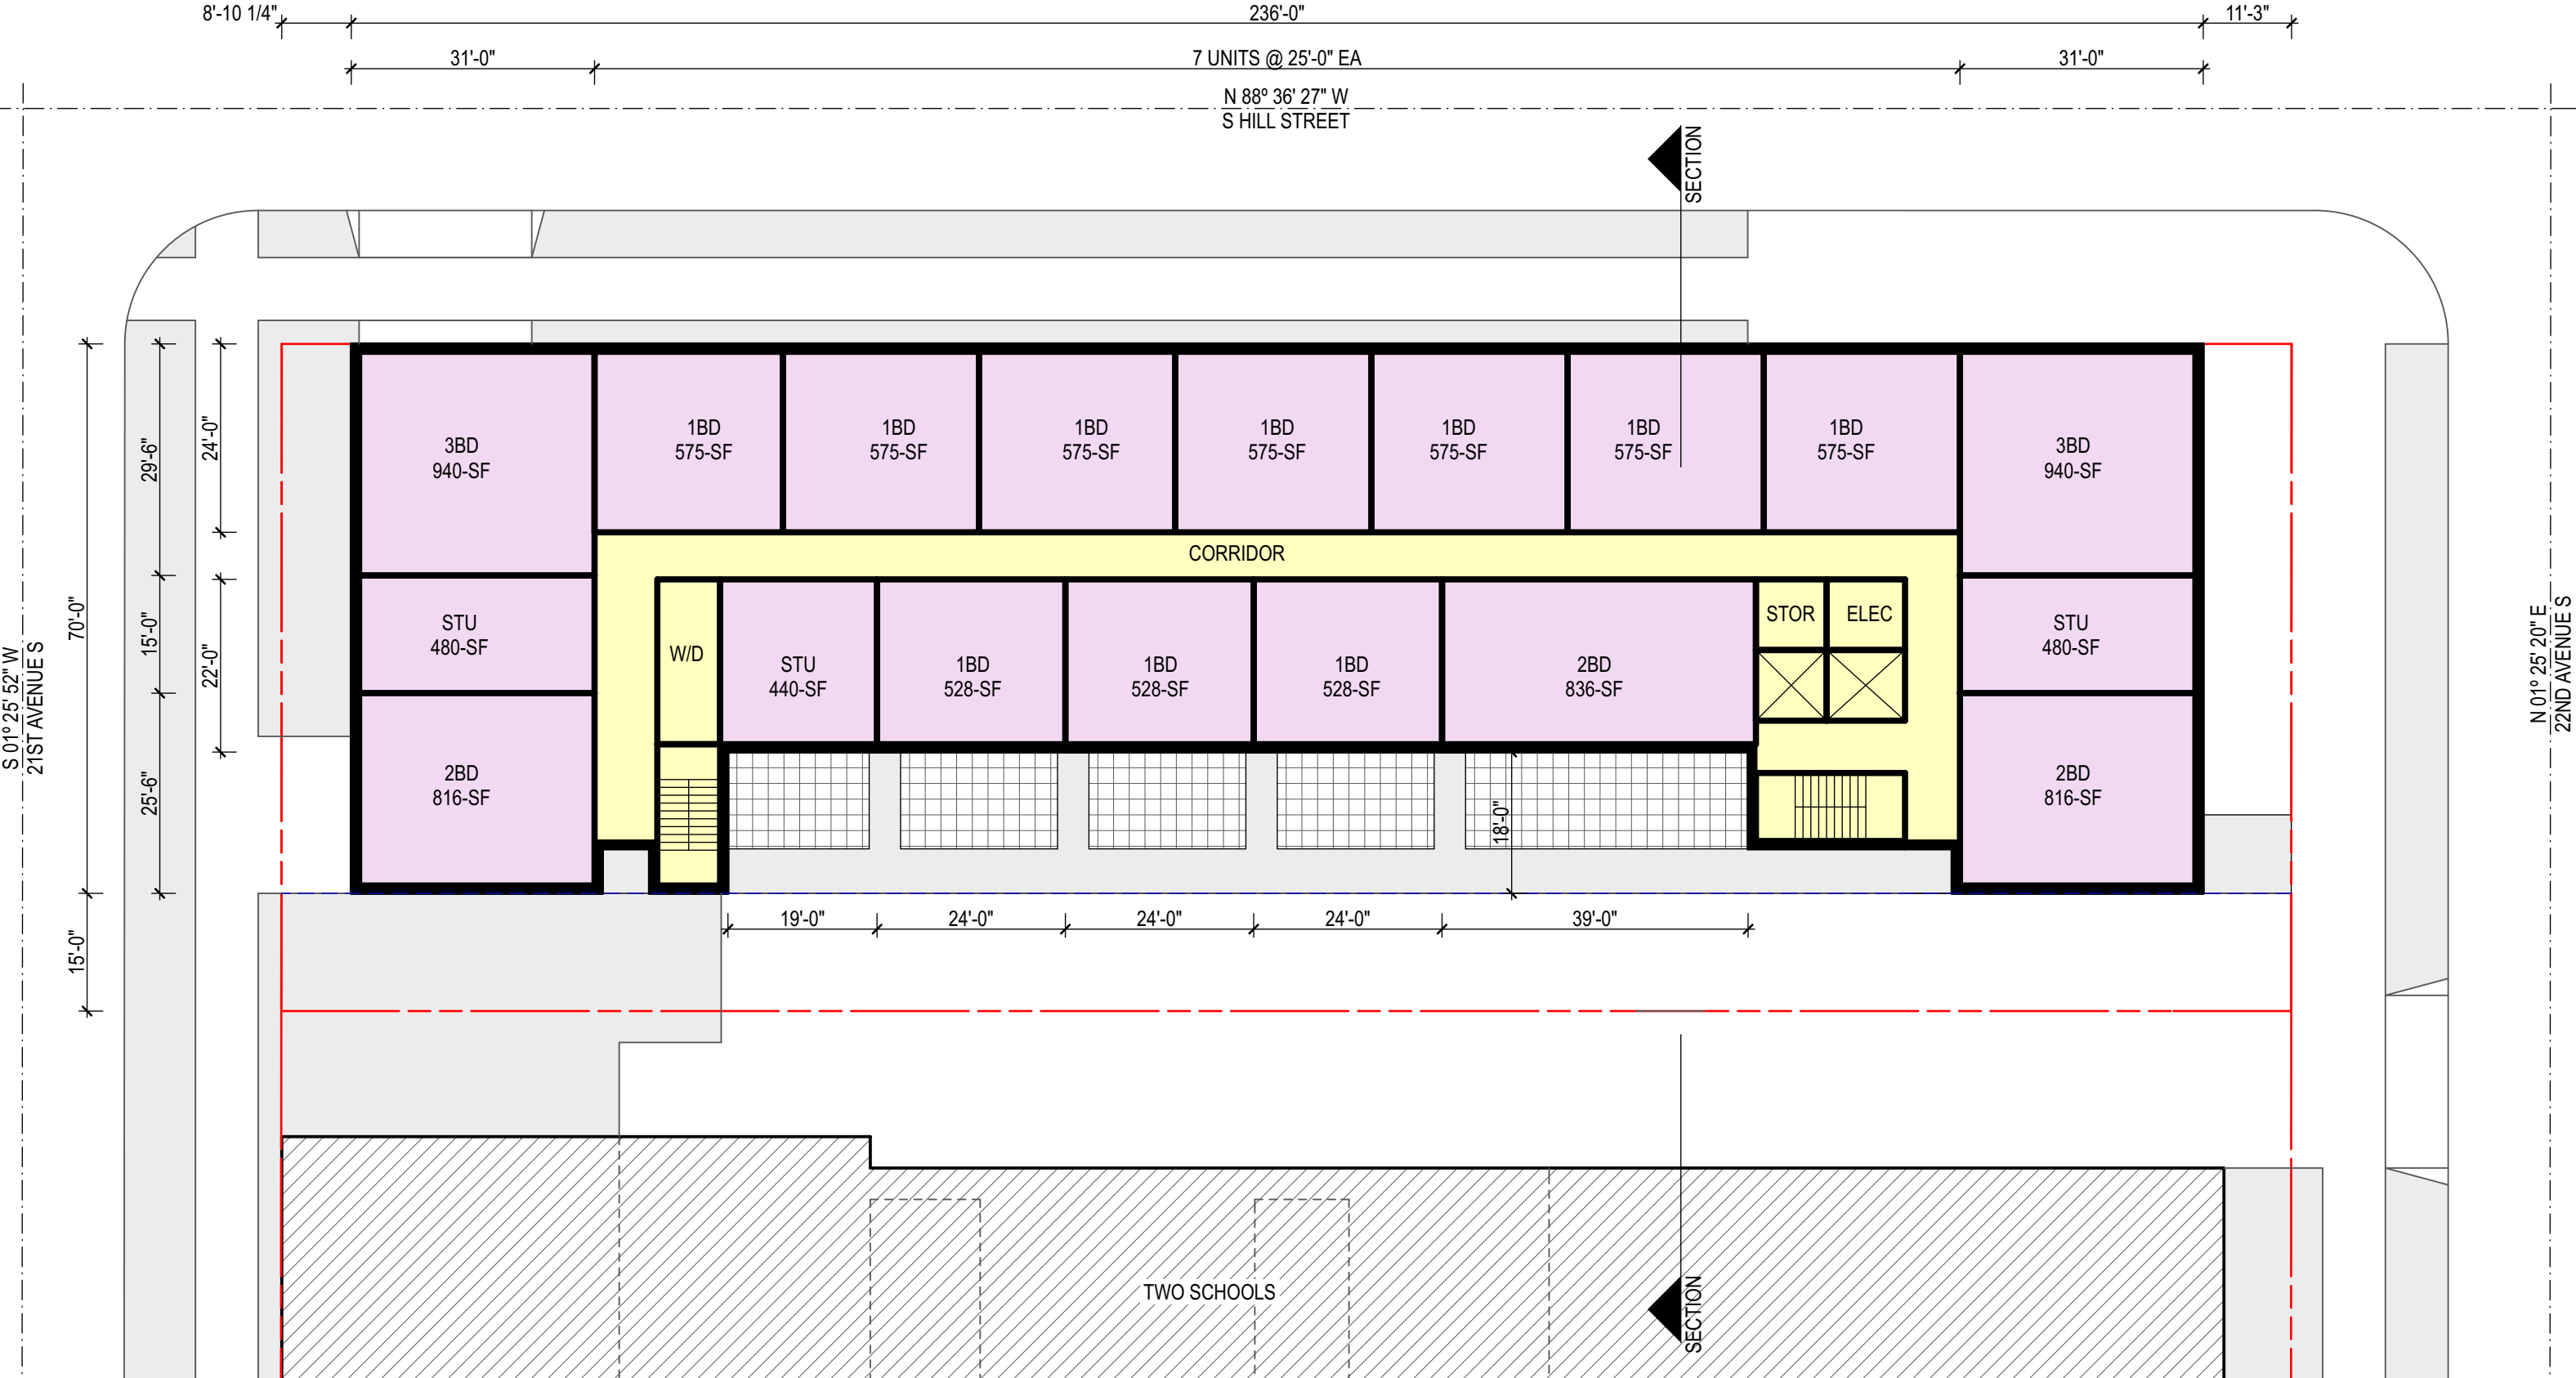 8'-10 1/4"
236'-0"
11'-3"
31'-0"
7 UNITS @ 25'-0" EA
31'-0"
N 88º 36' 27" W
S HILL STREET
SECTION
3BD
940-SF
1BD
575-SF
1BD
575-SF
1BD
575-SF
1BD
575-SF
1BD
575-SF
1BD
575-SF
1BD
575-SF
3BD
940-SF
24'-0"
29'-6"
70'-0"
15'-0"
22'-0"
25'-6"
15'-0"
S 01º 25' 52" W
21ST AVENUE S
CORRIDOR
STU
480-SF
W/D
STU
440-SF
1BD
528-SF
1BD
528-SF
1BD
528-SF
2BD
836-SF
STOR
ELEC
STU
480-SF
N 01º 25' 20" E
22ND AVENUE S
2BD
816-SF
18'-0"
2BD
816-SF
19'-0"
24'-0"
24'-0"
24'-0"
39'-0"
TWO SCHOOLS
SECTION